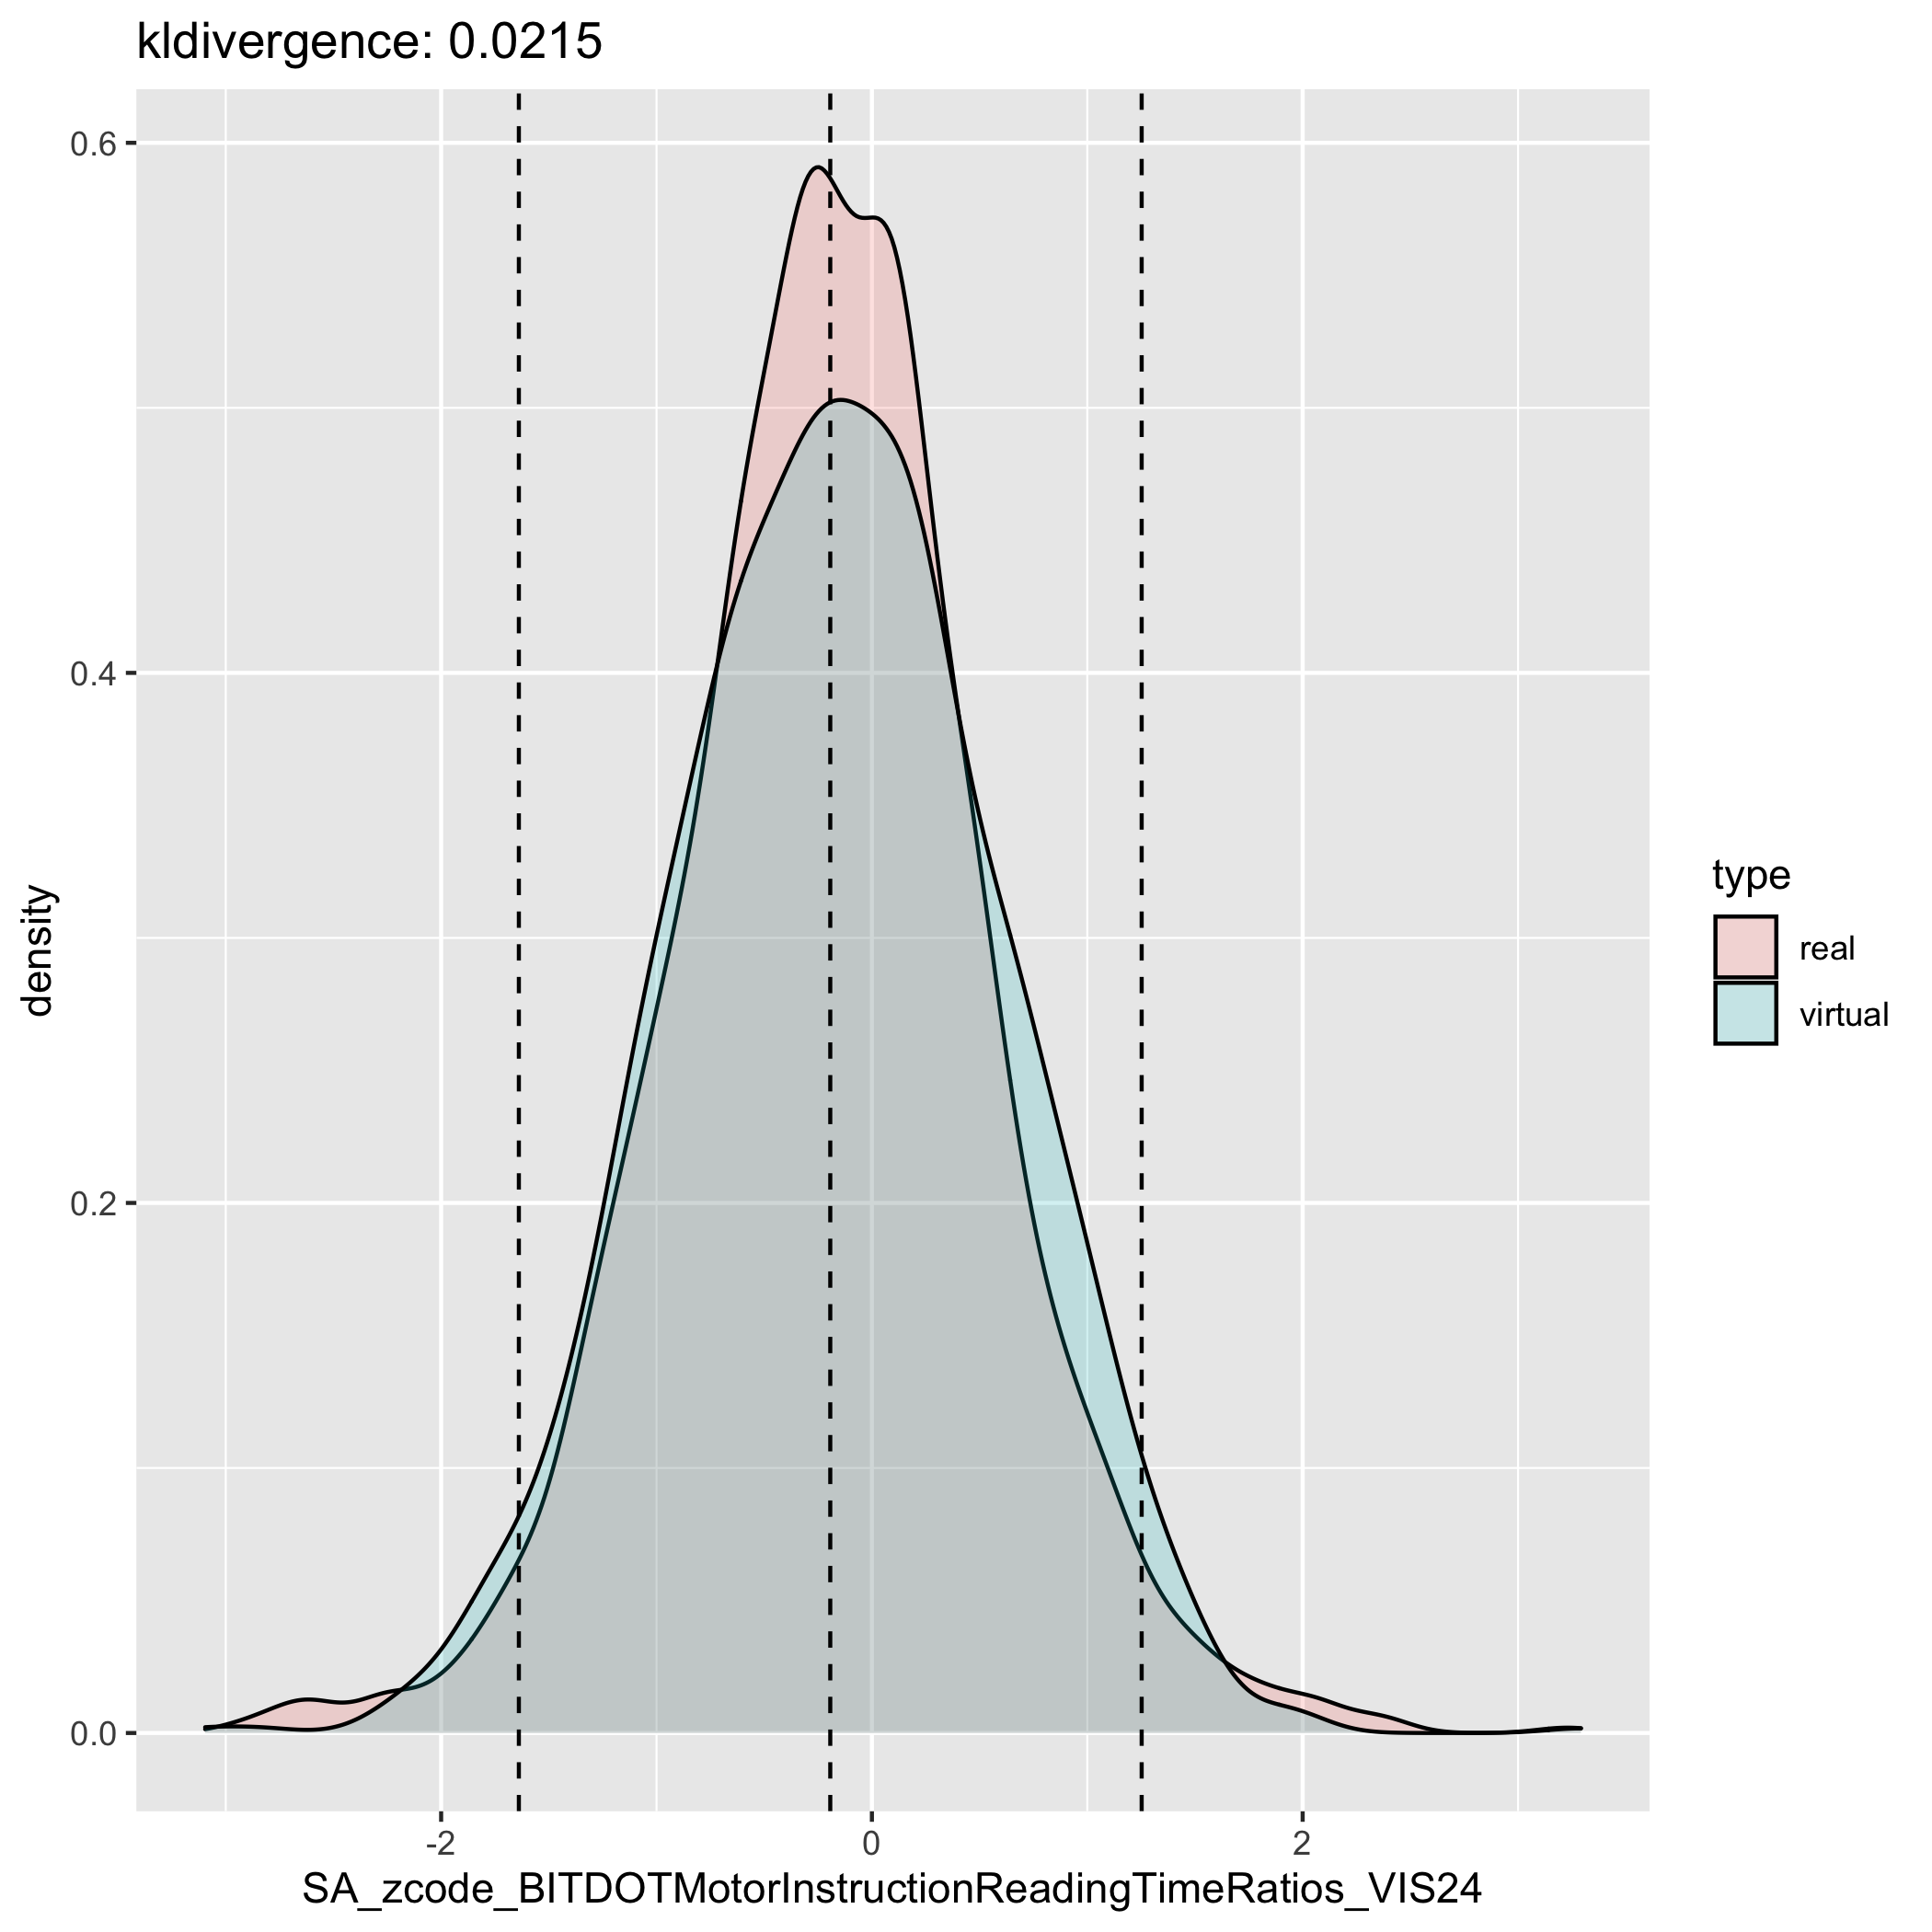 kldivergence: 0.0215
0.6
0.4
0.2
0.0
density
-2
0
2
SA_zcode_BITDOTMotorInstructionReadingTimeRatios_VIS24
type
real
virtual